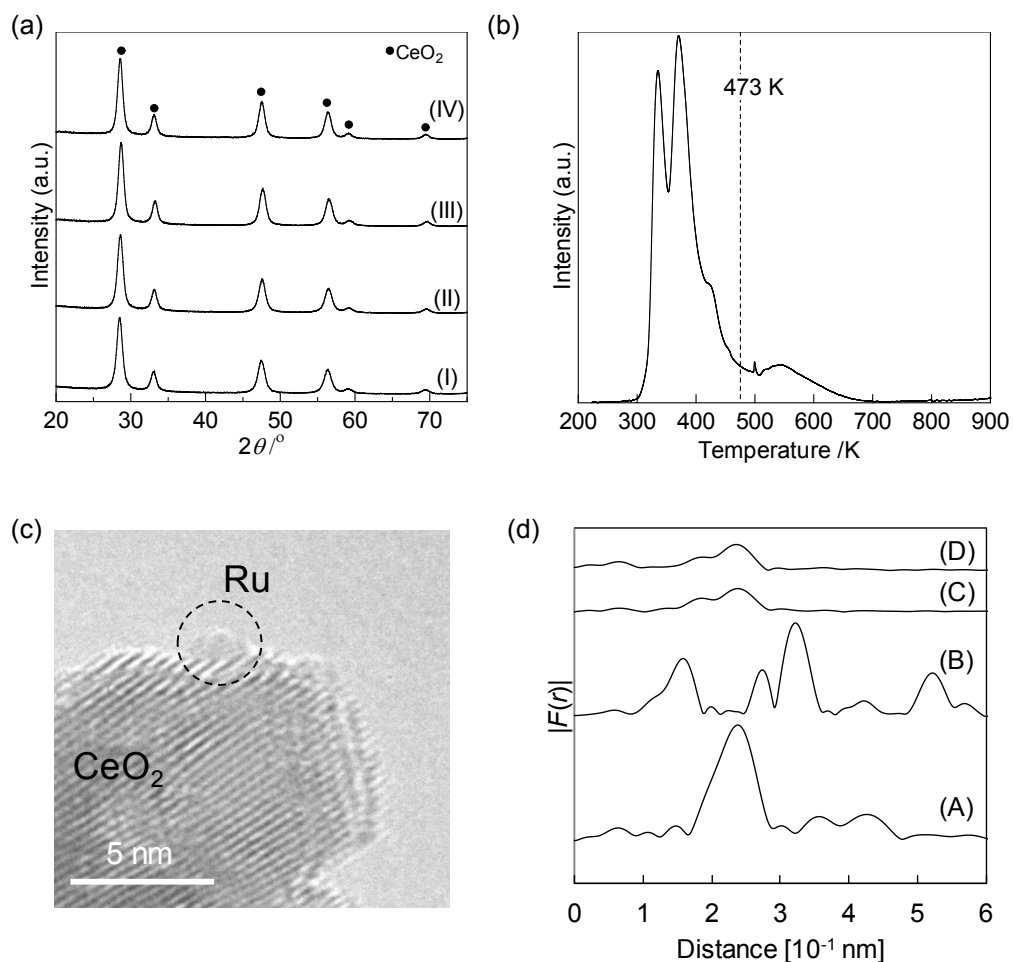 (a)
●CeO₂
(IV)
(III)
(II)
(I)
Intensity (a.u.)
20 30 40 50 60 70
2θ/°
(b)
473 K
Intensity (a.u.)
200 300 400 500 600 700 800 900
Temperature /K
(c)
Ru
CeO₂
5 nm
(d)
(D)
(C)
(B)
(A)
|F(r)|
0 1 2 3 4 5 6
Distance [10⁻¹ nm]